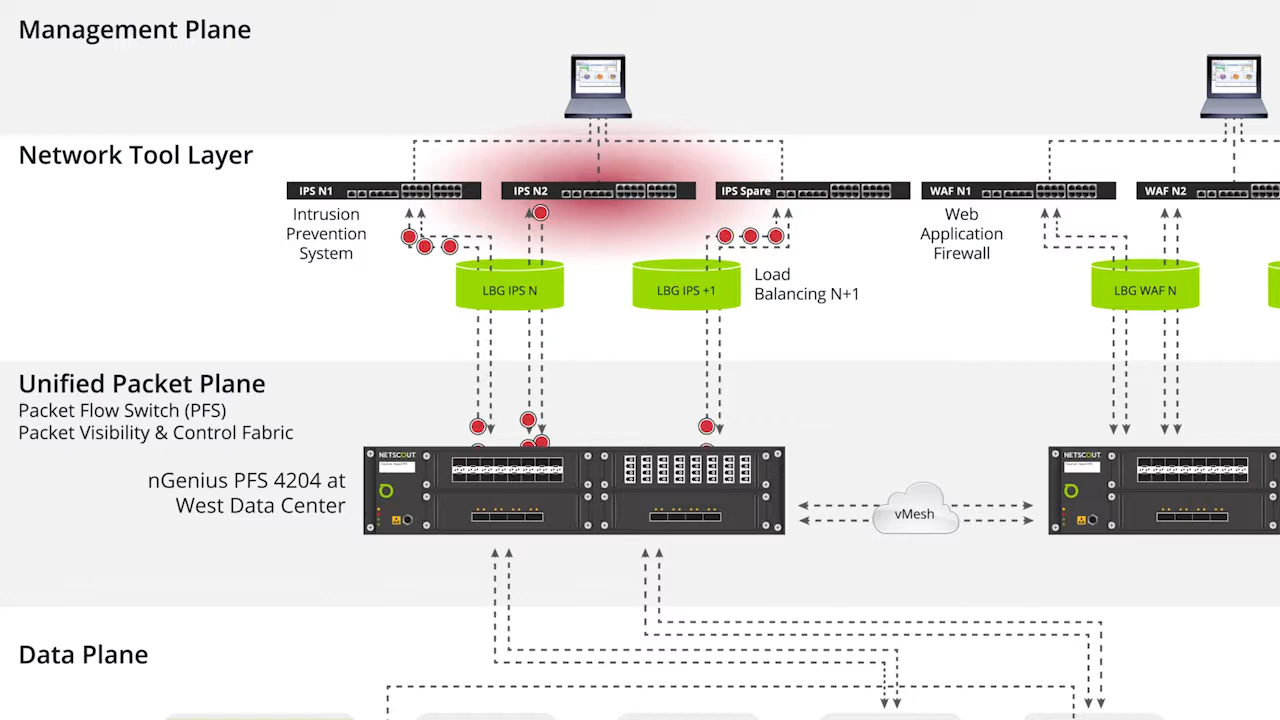 Management Plane
Network Tool Layer
IPS N1
IPS N2
IPS Spare
WAF N1
WAF N2
Intrusion
Prevention
System
Web
Application
Firewall
LBG IPS N
LBG IPS +1
Load
Balancing N+1
LBG WAF N
Unified Packet Plane
Packet Flow Switch (PFS)
Packet Visibility & Control Fabric
nGenius PFS 4204 at
West Data Center
NETSCOUT
NETSCOUT
vMesh
Data Plane